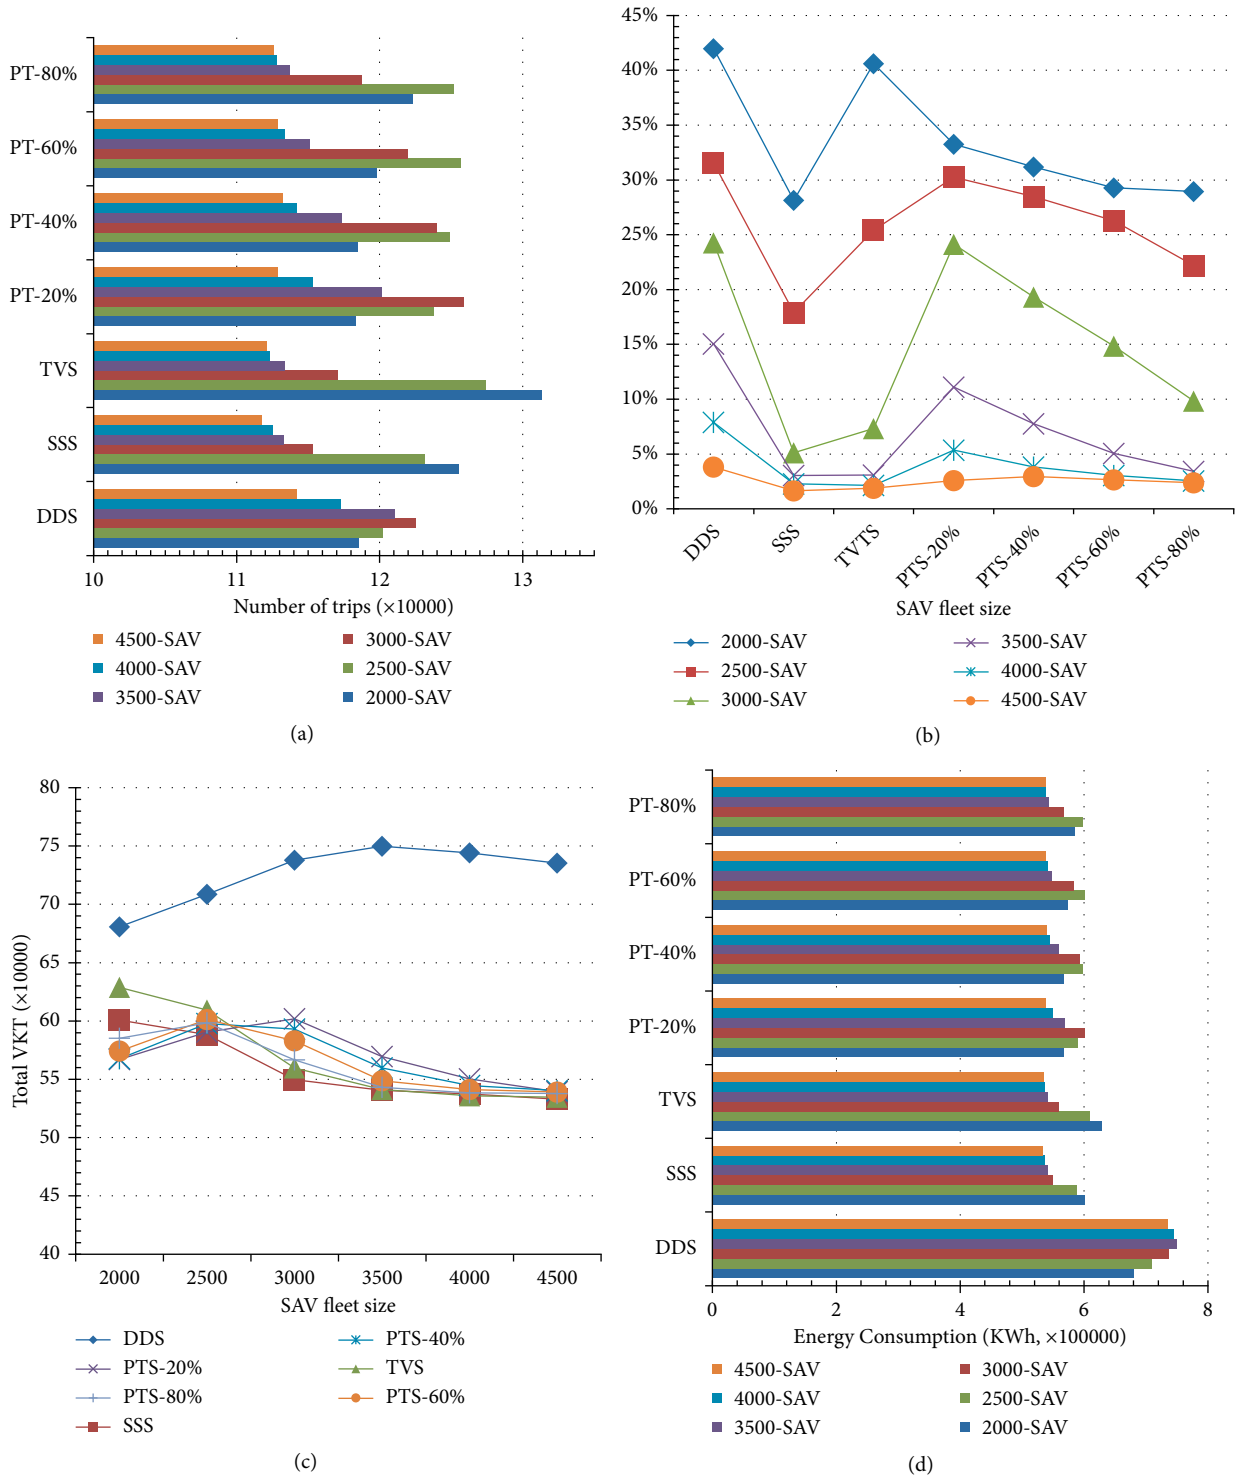 PT-80%
PT-60%
PT-40%
PT-20%
TVS
SSS
DDS
10 11 12 13
Number of trips (×10000)
4500-SAV 3000-SAV
4000-SAV 2500-SAV
3500-SAV 2000-SAV
(a)
45%
40%
35%
30%
25%
20%
15%
10%
5%
0%
DDS SSS TVTS PTS-20% PTS-40% PTS-60% PTS-80%
SAV fleet size
2000-SAV 3500-SAV
2500-SAV 4000-SAV
3000-SAV 4500-SAV
(b)
Total VKT (×10000)
80
75
70
65
60
55
50
45
40
2000 2500 3000 3500 4000 4500
SAV fleet size
DDS PTS-40%
PTS-20% TVS
PTS-80% PTS-60%
SSS
(c)
PT-80%
PT-60%
PT-40%
PT-20%
TVS
SSS
DDS
0 2 4 6 8
Energy Consumption (KWh, ×100000)
4500-SAV 3000-SAV
4000-SAV 2500-SAV
3500-SAV 2000-SAV
(d)